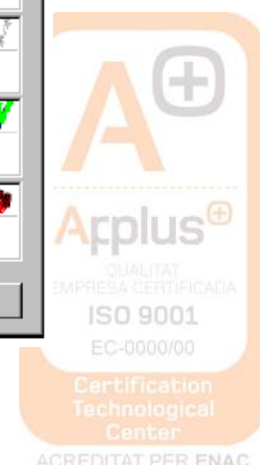 A+
Applus+
QUALITAT
EMPRESA CERTIFICADA
ISO 9001
EC-0000/00
Certification
Technological
Center
ACREDITAT PER ENAC